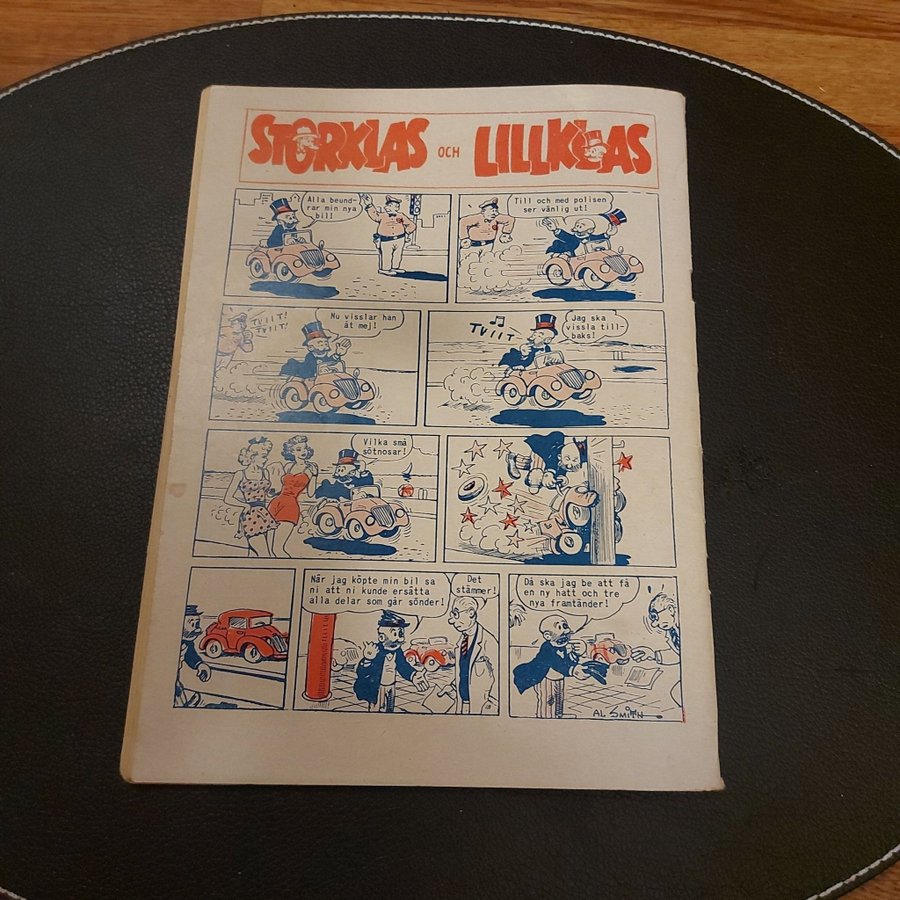 STORKLAS OCH LILLKLAS
Alla beund-
rar min nya
bil!
Till och med polisen
ser vänlig ut!
TVIIT!
TVIIT!
Nu visslar han
åt mej!
TVIIT
Jag ska
vissla till-
baks!
Vilka små
sötnosar!
När jag köpte min bil sa
ni att ni kunde ersätta
alla delar som går sönder!
Det
stämmer!
Då ska jag be att få
en ny hatt och tre
nya framtänder!
AL SMITH